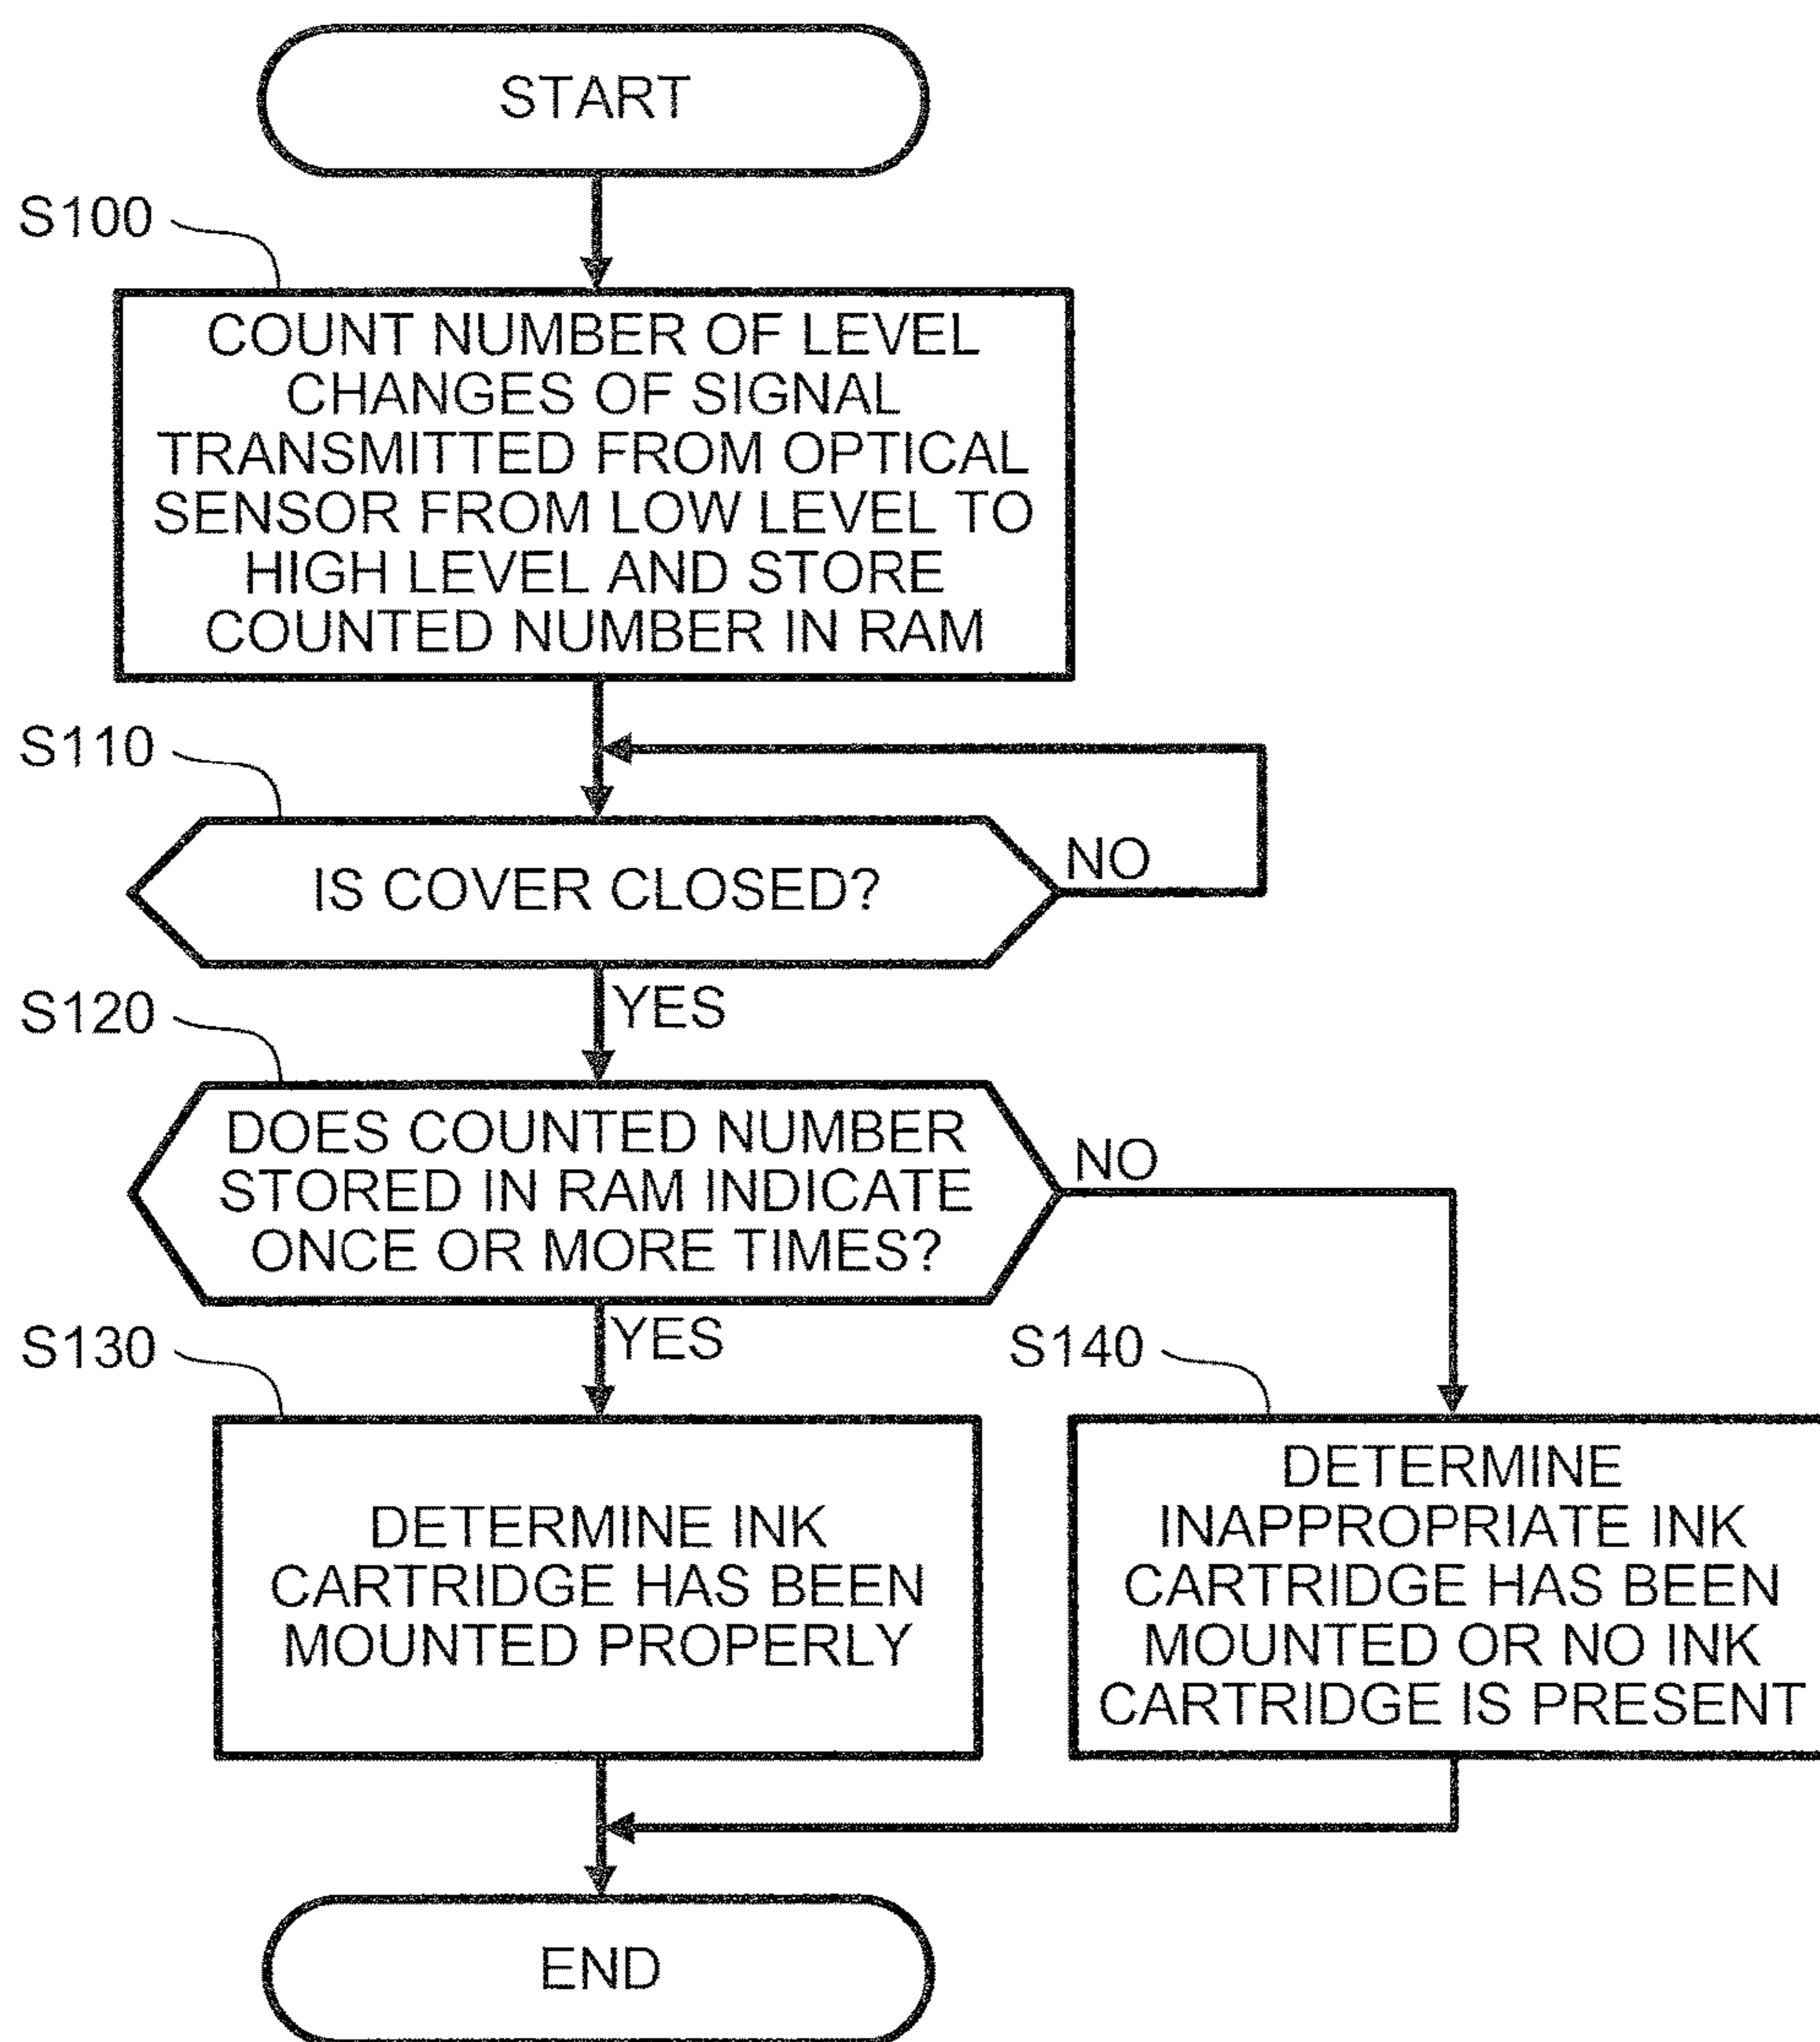 START
S100
COUNT NUMBER OF LEVEL
CHANGES OF SIGNAL
TRANSMITTED FROM OPTICAL
SENSOR FROM LOW LEVEL TO
HIGH LEVEL AND STORE
COUNTED NUMBER IN RAM
S110
IS COVER CLOSED?
NO
YES
S120
DOES COUNTED NUMBER
STORED IN RAM INDICATE
ONCE OR MORE TIMES?
NO
YES
S130
DETERMINE INK
CARTRIDGE HAS BEEN
MOUNTED PROPERLY
S140
DETERMINE
INAPPROPRIATE INK
CARTRIDGE HAS BEEN
MOUNTED OR NO INK
CARTRIDGE IS PRESENT
END